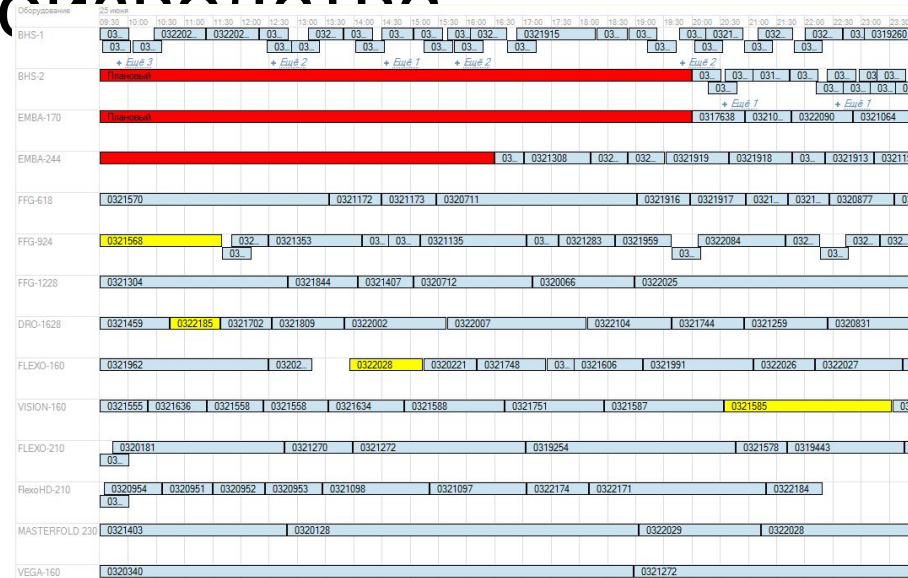 Оборудование 25 июня
09:30 10:00 10:30 11:00 11:30 12:00 12:30 13:00 13:30 14:00 14:30 15:00 15:30 16:00 16:30 17:00 17:30 18:00 18:30 19:00 19:30 20:00 20:30 21:00 21:30 22:00 22:30 23:00 23:30
BHS-1 03... 032202... 032202... 03... 032... 03... 03... 03... 03... 032... 0321915 03... 03... 03... 0321... 032... 032... 03... 0319260
03... 03... 03... 03... 03... 03... 03... 03... 03... 03... 03... 03...
+ Ещё 3 + Ещё 2 + Ещё 1 + Ещё 2 + Ещё 2
BHS-2 Плановый 03... 03... 031... 03... 03... 03 03...
03... 03... 03... 03... 0
+ Ещё 1 + Ещё 1
EMBA-170 Плановый 0317638 03210... 0322090 0321064
EMBA-244 03... 0321308 032... 032... 0321919 0321918 03... 0321913
FFG-618 0321570 0321172 0321173 0320711 0321916 0321917 0321... 0321... 0320877
FFG-924 0321568 032... 0321353 03... 03... 0321135 03... 0321283 0321959 0322084 032... 032... 032...
03... 03... 03...
FFG-1228 0321304 0321844 0321407 0320712 0320066 0322025
DRO-1628 0321459 0322185 0321702 0321809 0322002 0322007 0322104 0321744 0321259 0320831
FLEXO-160 0321962 03202... 0322028 0320221 0321748 03... 0321606 0321991 0322026 0322027
VISION-160 0321555 0321636 0321558 0321558 0321634 0321588 0321751 0321587 0321585 03
FLEXO-210 0320181 0321270 0321272 0319254 0321578 0319443
03...
FlexoHD-210 0320954 0320951 0320952 0320953 0321098 0321097 0322174 0322171 0322184
03...
MASTERFOLD 230 0321403 0320128 0322029 0322028
VEGA-160 0320340 0321272